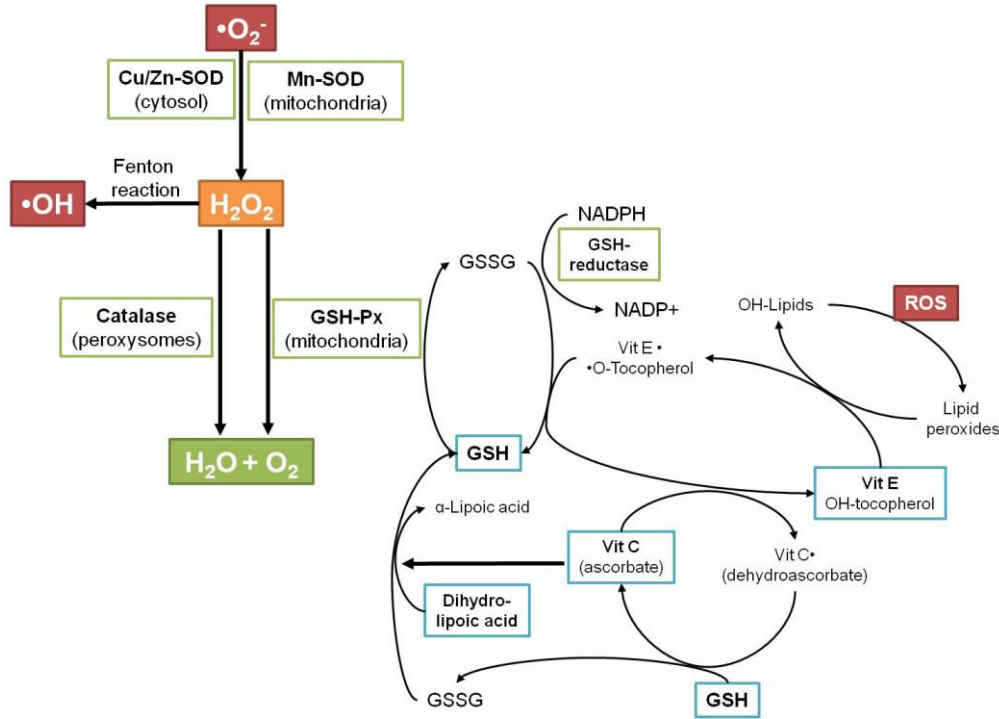 •O₂⁻
Cu/Zn-SOD
(cytosol)
Mn-SOD
(mitochondria)
Fenton
reaction
•OH
H₂O₂
NADPH
GSH-
reductase
GSSG
NADP+
OH-Lipids
ROS
Catalase
(peroxysomes)
GSH-Px
(mitochondria)
Vit E •
•O-Tocopherol
Lipid
peroxides
H₂O + O₂
GSH
Vit E
OH-tocopherol
α-Lipoic acid
Vit C
(ascorbate)
Vit C•
(dehydroascorbate)
Dihydro-
lipoic acid
GSSG
GSH